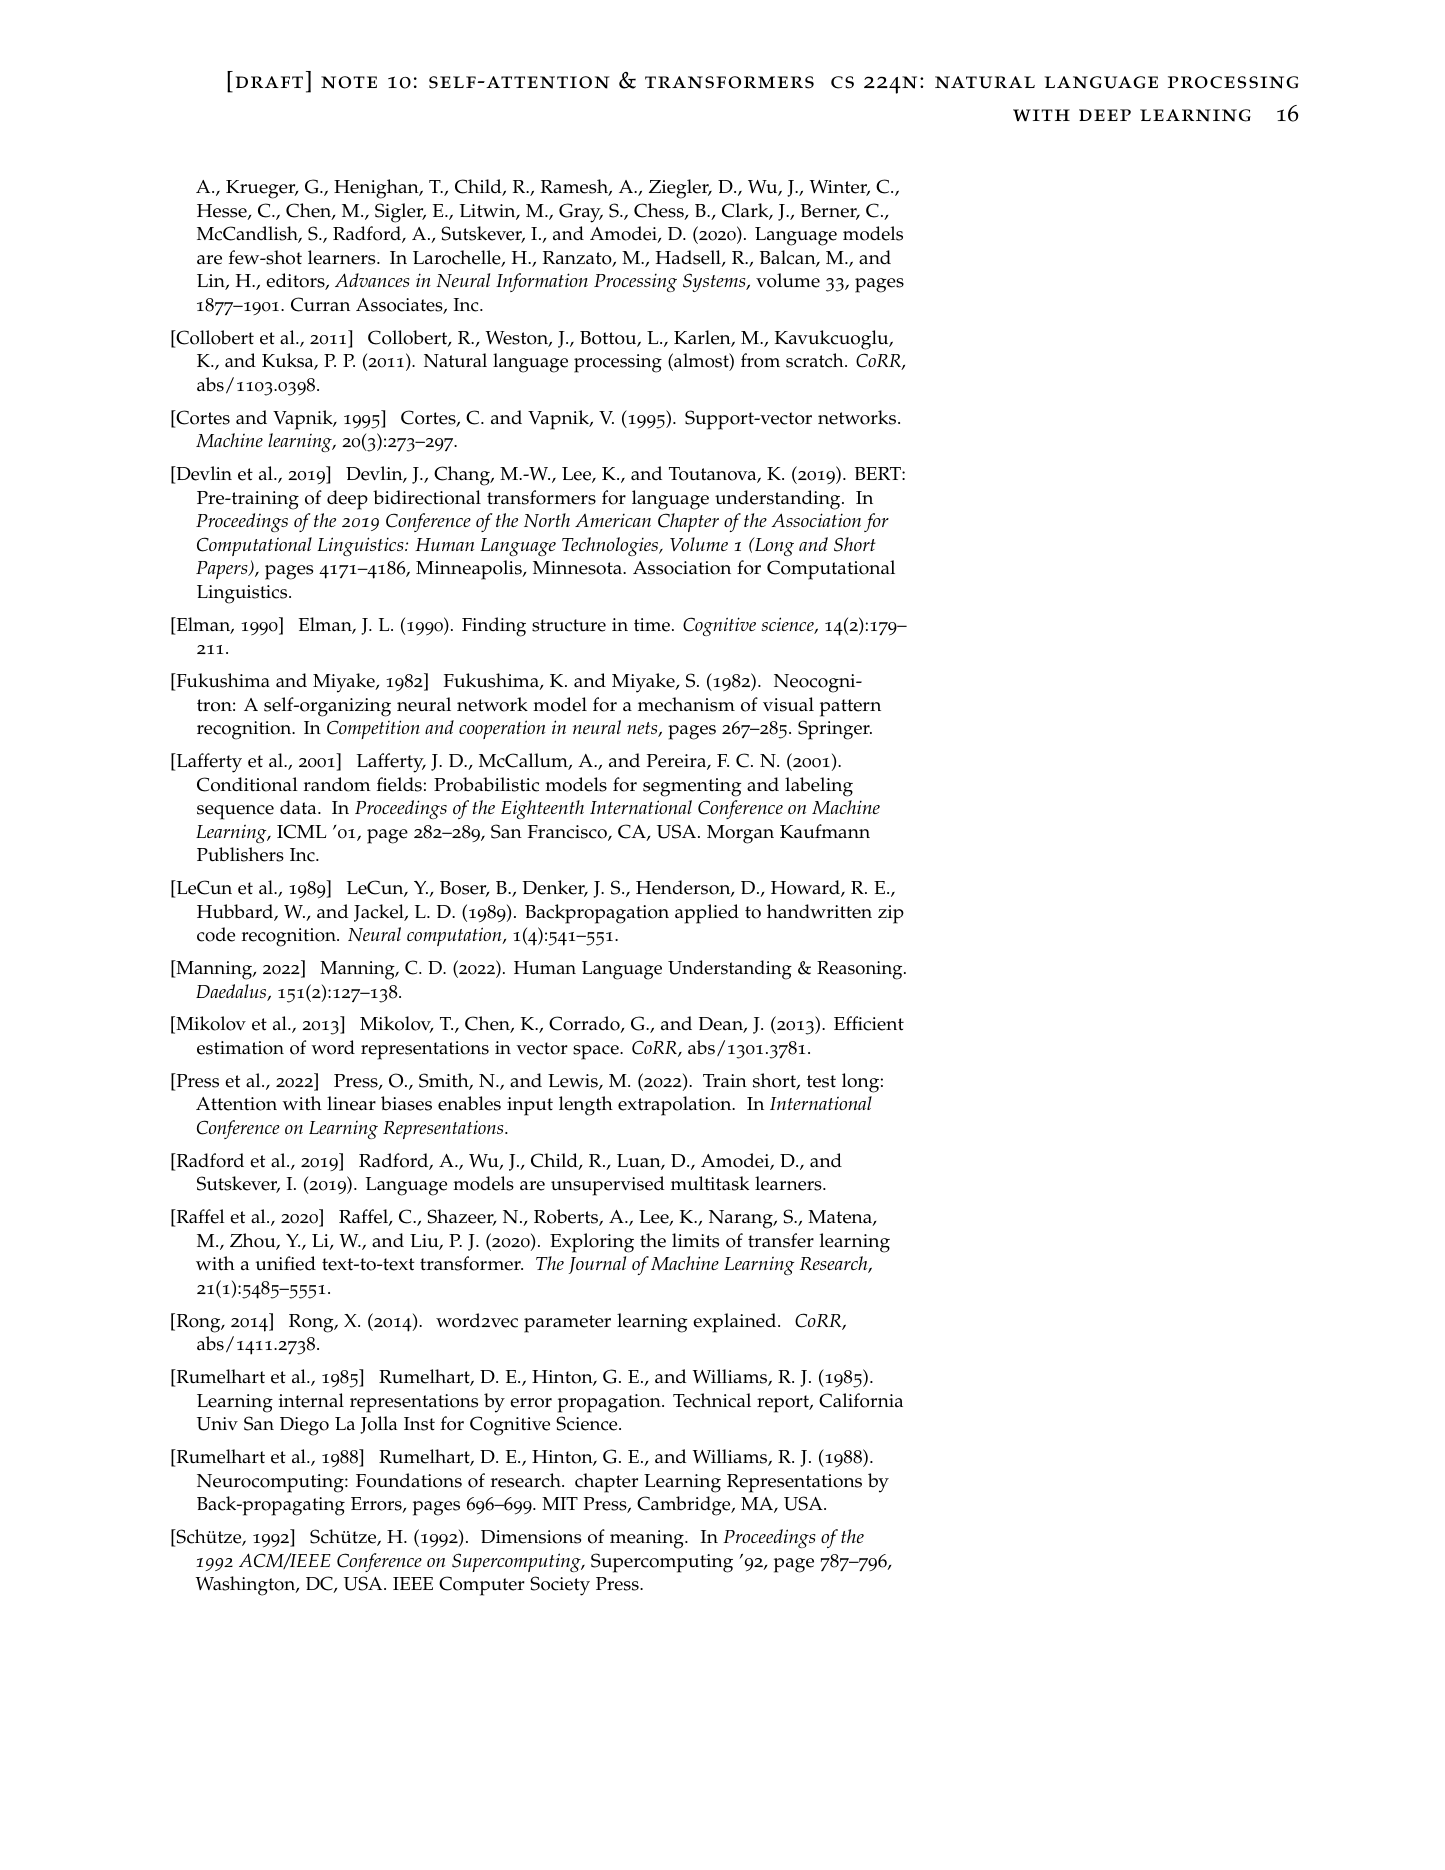 [DRAFT] NOTE 10: SELF-ATTENTION & TRANSFORMERS CS 224N: NATURAL LANGUAGE PROCESSING
WITH DEEP LEARNING 16
A., Krueger, G., Henighan, T., Child, R., Ramesh, A., Ziegler, D., Wu, J., Winter, C.,
Hesse, C., Chen, M., Sigler, E., Litwin, M., Gray, S., Chess, B., Clark, J., Berner, C.,
McCandlish, S., Radford, A., Sutskever, I., and Amodei, D. (2020). Language models
are few-shot learners. In Larochelle, H., Ranzato, M., Hadsell, R., Balcan, M., and
Lin, H., editors, Advances in Neural Information Processing Systems, volume 33, pages
1877–1901. Curran Associates, Inc.
[Collobert et al., 2011] Collobert, R., Weston, J., Bottou, L., Karlen, M., Kavukcuoglu,
K., and Kuksa, P. P. (2011). Natural language processing (almost) from scratch. CoRR,
abs/1103.0398.
[Cortes and Vapnik, 1995] Cortes, C. and Vapnik, V. (1995). Support-vector networks.
Machine learning, 20(3):273–297.
[Devlin et al., 2019] Devlin, J., Chang, M.-W., Lee, K., and Toutanova, K. (2019). BERT:
Pre-training of deep bidirectional transformers for language understanding. In
Proceedings of the 2019 Conference of the North American Chapter of the Association for
Computational Linguistics: Human Language Technologies, Volume 1 (Long and Short
Papers), pages 4171–4186, Minneapolis, Minnesota. Association for Computational
Linguistics.
[Elman, 1990] Elman, J. L. (1990). Finding structure in time. Cognitive science, 14(2):179–
211.
[Fukushima and Miyake, 1982] Fukushima, K. and Miyake, S. (1982). Neocogni-
tron: A self-organizing neural network model for a mechanism of visual pattern
recognition. In Competition and cooperation in neural nets, pages 267–285. Springer.
[Lafferty et al., 2001] Lafferty, J. D., McCallum, A., and Pereira, F. C. N. (2001).
Conditional random fields: Probabilistic models for segmenting and labeling
sequence data. In Proceedings of the Eighteenth International Conference on Machine
Learning, ICML ’01, page 282–289, San Francisco, CA, USA. Morgan Kaufmann
Publishers Inc.
[LeCun et al., 1989] LeCun, Y., Boser, B., Denker, J. S., Henderson, D., Howard, R. E.,
Hubbard, W., and Jackel, L. D. (1989). Backpropagation applied to handwritten zip
code recognition. Neural computation, 1(4):541–551.
[Manning, 2022] Manning, C. D. (2022). Human Language Understanding & Reasoning.
Daedalus, 151(2):127–138.
[Mikolov et al., 2013] Mikolov, T., Chen, K., Corrado, G., and Dean, J. (2013). Efficient
estimation of word representations in vector space. CoRR, abs/1301.3781.
[Press et al., 2022] Press, O., Smith, N., and Lewis, M. (2022). Train short, test long:
Attention with linear biases enables input length extrapolation. In International
Conference on Learning Representations.
[Radford et al., 2019] Radford, A., Wu, J., Child, R., Luan, D., Amodei, D., and
Sutskever, I. (2019). Language models are unsupervised multitask learners.
[Raffel et al., 2020] Raffel, C., Shazeer, N., Roberts, A., Lee, K., Narang, S., Matena,
M., Zhou, Y., Li, W., and Liu, P. J. (2020). Exploring the limits of transfer learning
with a unified text-to-text transformer. The Journal of Machine Learning Research,
21(1):5485–5551.
[Rong, 2014] Rong, X. (2014). word2vec parameter learning explained. CoRR,
abs/1411.2738.
[Rumelhart et al., 1985] Rumelhart, D. E., Hinton, G. E., and Williams, R. J. (1985).
Learning internal representations by error propagation. Technical report, California
Univ San Diego La Jolla Inst for Cognitive Science.
[Rumelhart et al., 1988] Rumelhart, D. E., Hinton, G. E., and Williams, R. J. (1988).
Neurocomputing: Foundations of research. chapter Learning Representations by
Back-propagating Errors, pages 696–699. MIT Press, Cambridge, MA, USA.
[Schütze, 1992] Schütze, H. (1992). Dimensions of meaning. In Proceedings of the
1992 ACM/IEEE Conference on Supercomputing, Supercomputing ’92, page 787–796,
Washington, DC, USA. IEEE Computer Society Press.